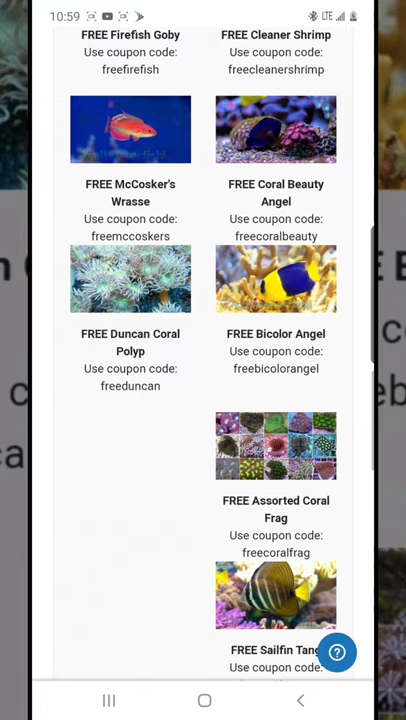 10:59
LTE
FREE Firefish Goby
Use coupon code:
freefirefish
FREE Cleaner Shrimp
Use coupon code:
freecleanershrimp
FREE McCosker's
Wrasse
Use coupon code:
freemccoskers
FREE Coral Beauty
Angel
Use coupon code:
freecoralbeauty
FREE Duncan Coral
Polyp
Use coupon code:
freeduncan
FREE Bicolor Angel
Use coupon code:
freebicolorangel
FREE Assorted Coral
Frag
Use coupon code:
freecoralfrag
FREE Sailfin Tang
Use coupon code: